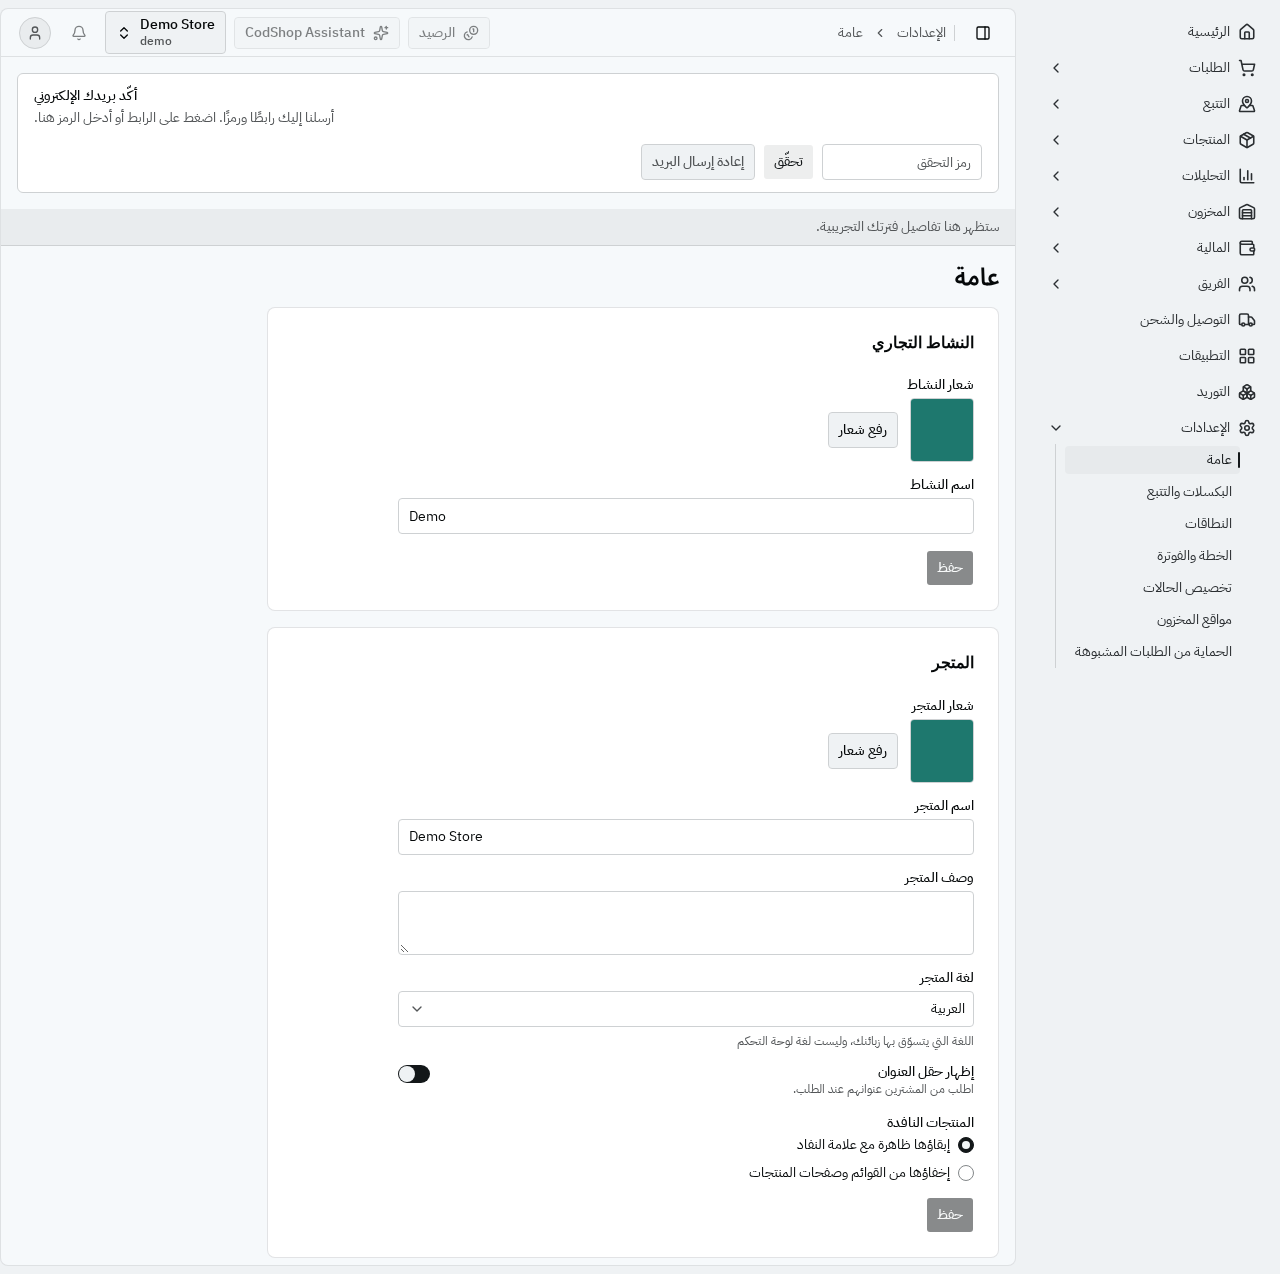 الرئيسية
الطلبات
التتبع
المنتجات
التحليلات
المخزون
المالية
الفريق
التوصيل والشحن
التطبيقات
التوريد
الإعدادات
عامة
البكسلات والتتبع
النطاقات
الخطة والفوترة
تخصيص الحالات
مواقع المخزون
الحماية من الطلبات المشبوهة
الإعدادات
عامة
الرصيد
CodShop Assistant
Demo Store
demo
أكّد بريدك الإلكتروني
أرسلنا إليك رابطًا ورمزًا. اضغط على الرابط أو أدخل الرمز هنا.
رمز التحقق
تحقّق
إعادة إرسال البريد
ستظهر هنا تفاصيل فترتك التجريبية.
عامة
النشاط التجاري
شعار النشاط
رفع شعار
اسم النشاط
Demo
حفظ
المتجر
شعار المتجر
رفع شعار
اسم المتجر
Demo Store
وصف المتجر
لغة المتجر
العربية
اللغة التي يتسوّق بها زبائنك، وليست لغة لوحة التحكم
إظهار حقل العنوان
اطلب من المشترين عنوانهم عند الطلب.
المنتجات النافدة
إبقاؤها ظاهرة مع علامة النفاد
إخفاؤها من القوائم وصفحات المنتجات
حفظ